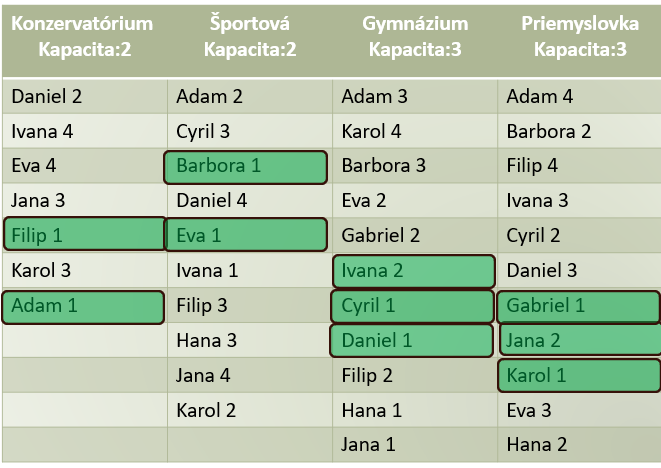 Konzervatórium Športová Gymnázium Priemyslovka
Kapacita:2 Kapacita:2 Kapacita:3 Kapacita:3
Daniel 2 Adam 2 Adam 3 Adam 4
Ivana 4 Cyril 3 Karol 4 Barbora 2
Eva 4 Barbora 1 Barbora 3 Filip 4
Jana 3 Daniel 4 Eva 2 Ivana 3
Filip 1 Eva 1 Gabriel 2 Cyril 2
Karol 3 Ivana 1 Ivana 2 Daniel 3
Adam 1 Filip 3 Cyril 1 Gabriel 1
Hana 3 Daniel 1 Jana 2
Jana 4 Filip 2 Karol 1
Karol 2 Hana 1 Eva 3
Jana 1 Hana 2